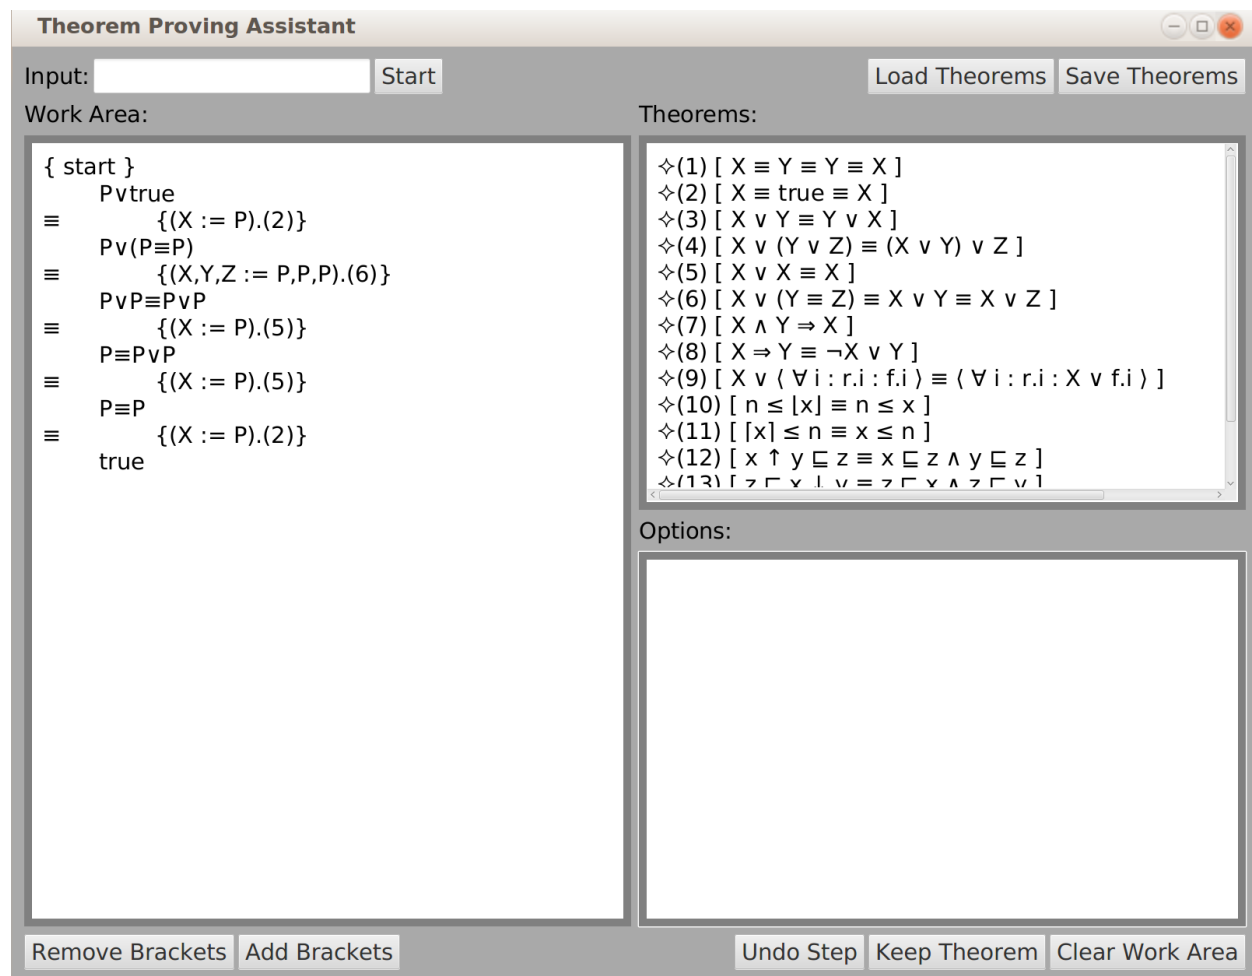 Theorem Proving Assistant
Input: Start Load Theorems Save Theorems
Work Area:
{ start }
P∨true
≡ {(X := P).(2)}
P∨(P≡P)
≡ {(X,Y,Z := P,P,P).(6)}
P∨P≡P∨P
≡ {(X := P).(5)}
P≡P∨P
≡ {(X := P).(5)}
P≡P
≡ {(X := P).(2)}
true
Theorems:
✧(1) [ X ≡ Y ≡ Y ≡ X ]
✧(2) [ X ≡ true ≡ X ]
✧(3) [ X ∨ Y ≡ Y ∨ X ]
✧(4) [ X ∨ (Y ∨ Z) ≡ (X ∨ Y) ∨ Z ]
✧(5) [ X ∨ X ≡ X ]
✧(6) [ X ∨ (Y ≡ Z) ≡ X ∨ Y ≡ X ∨ Z ]
✧(7) [ X ∧ Y ⇒ X ]
✧(8) [ X ⇒ Y ≡ ¬X ∨ Y ]
✧(9) [ X ∨ ⟨ ∀ i : r.i : f.i ⟩ ≡ ⟨ ∀ i : r.i : X ∨ f.i ⟩ ]
✧(10) [ n ≤ ⌊x⌋ ≡ n ≤ x ]
✧(11) [ ⌈x⌉ ≤ n ≡ x ≤ n ]
✧(12) [ x ↑ y ⊑ z ≡ x ⊑ z ∧ y ⊑ z ]
✧(13) [ z ⊑ x ↓ y ≡ z ⊑ x ∧ z ⊑ y ]
Options:
Remove Brackets Add Brackets Undo Step Keep Theorem Clear Work Area